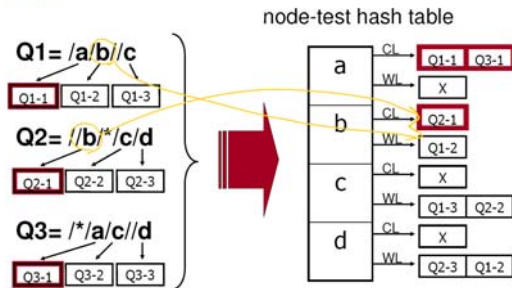 node-test hash table
Q1= /a/b//c
Q1-1 Q1-2 Q1-3
Q2= //b/*/c/d
Q2-1 Q2-2 Q2-3
Q3= /*/a/c//d
Q3-1 Q3-2 Q3-3
a
CL Q1-1 Q3-1
WL X
b
CL Q2-1
WL Q1-2
c
CL X
WL Q1-3 Q2-2
d
CL X
WL Q2-3 Q1-2